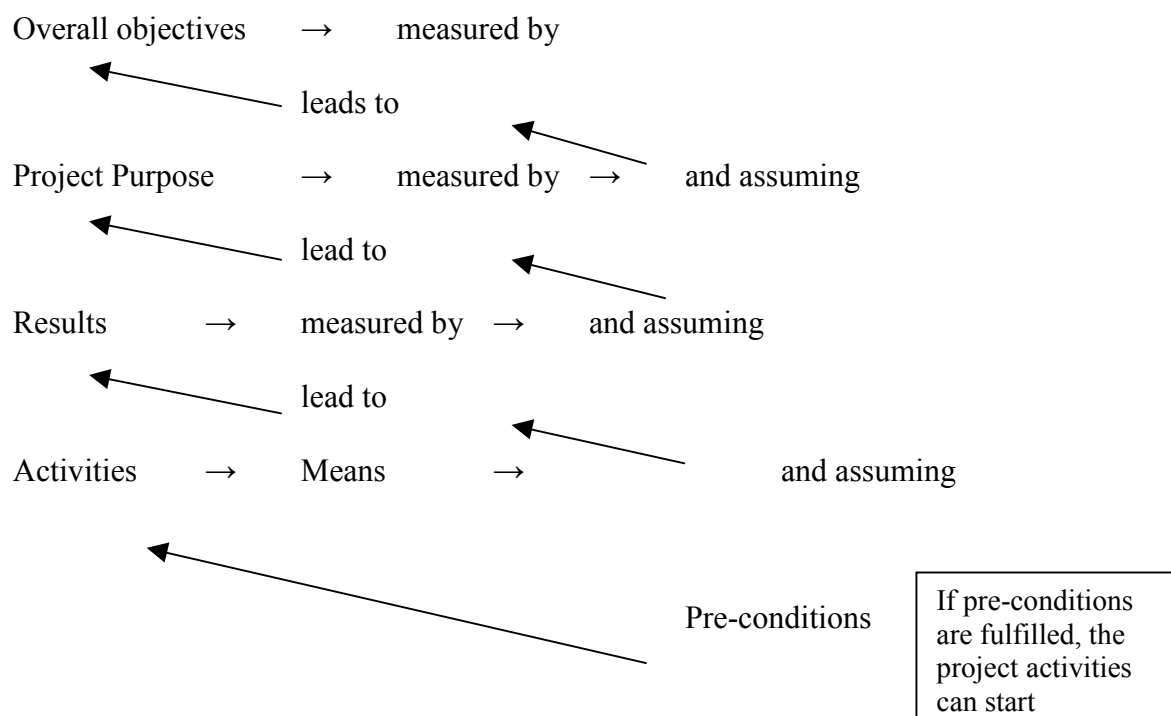 Overall objectives → measured by
leads to
Project Purpose → measured by → and assuming
lead to
Results → measured by → and assuming
lead to
Activities → Means → and assuming
Pre-conditions
If pre-conditions
are fulfilled, the
project activities
can start